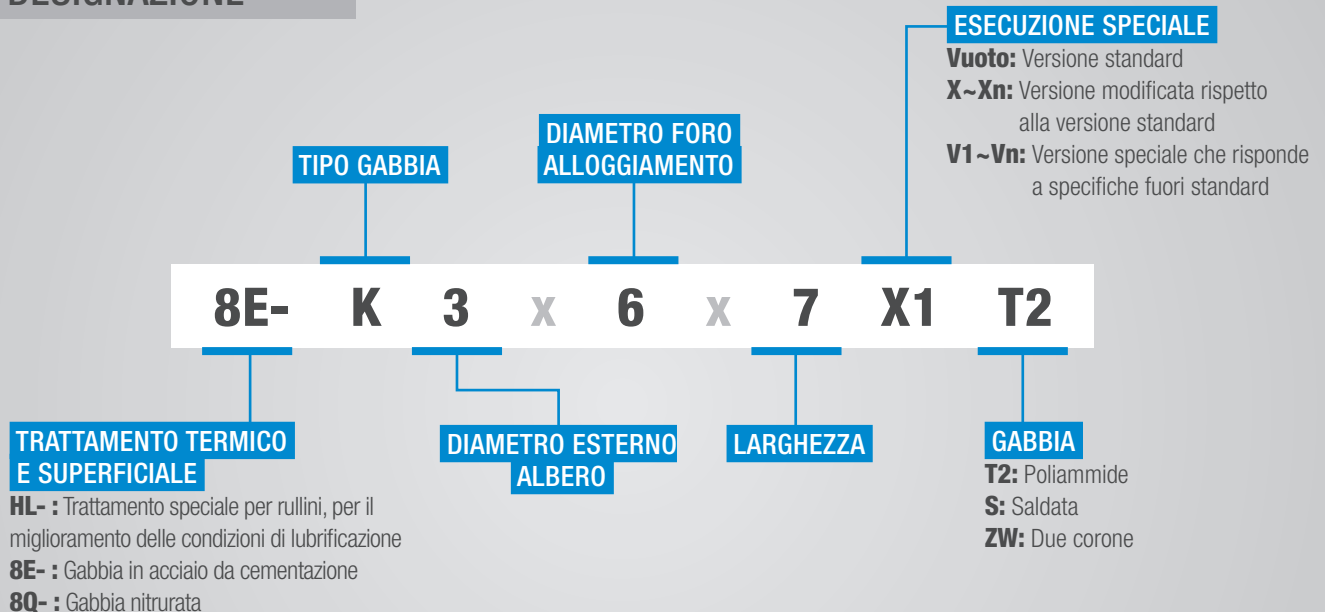 DESIGNAZIONE
ESECUZIONE SPECIALE
Vuoto: Versione standard
X~Xn: Versione modificata rispetto
alla versione standard
V1~Vn: Versione speciale che risponde
a specifiche fuori standard
DIAMETRO FORO
ALLOGGIAMENTO
TIPO GABBIA
8E- K 3 x 6 x 7 X1 T2
TRATTAMENTO TERMICO
E SUPERFICIALE
HL- : Trattamento speciale per rullini, per il
miglioramento delle condizioni di lubrificazione
8E- : Gabbia in acciaio da cementazione
8Q- : Gabbia nitrurata
DIAMETRO ESTERNO
ALBERO
LARGHEZZA
GABBIA
T2: Poliammide
S: Saldata
ZW: Due corone